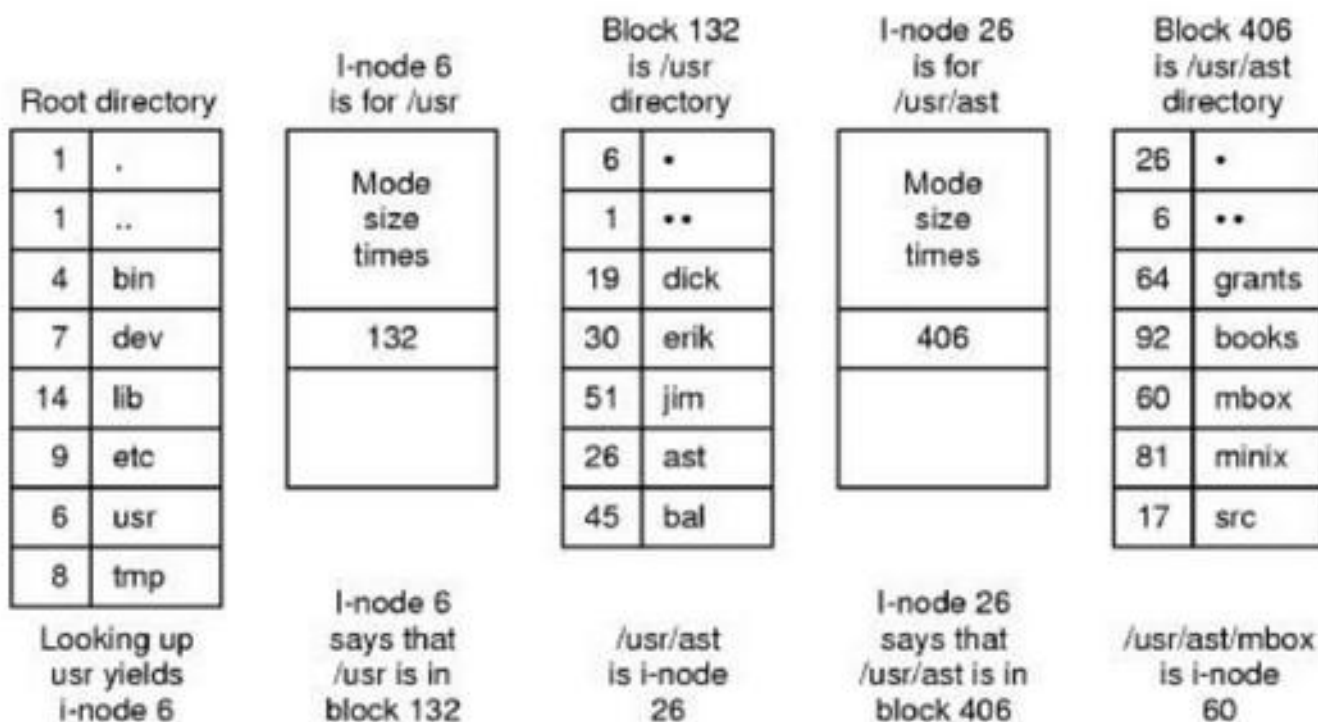 Root directory
1 .
1 ..
4 bin
7 dev
14 lib
9 etc
6 usr
8 tmp
Looking up
usr yields
i-node 6
I-node 6
is for /usr
Mode
size
times
132
I-node 6
says that
/usr is in
block 132
Block 132
is /usr
directory
6 •
1 ••
19 dick
30 erik
51 jim
26 ast
45 bal
/usr/ast
is i-node
26
I-node 26
is for
/usr/ast
Mode
size
times
406
I-node 26
says that
/usr/ast is in
block 406
Block 406
is /usr/ast
directory
26 •
6 ••
64 grants
92 books
60 mbox
81 minix
17 src
/usr/ast/mbox
is i-node
60